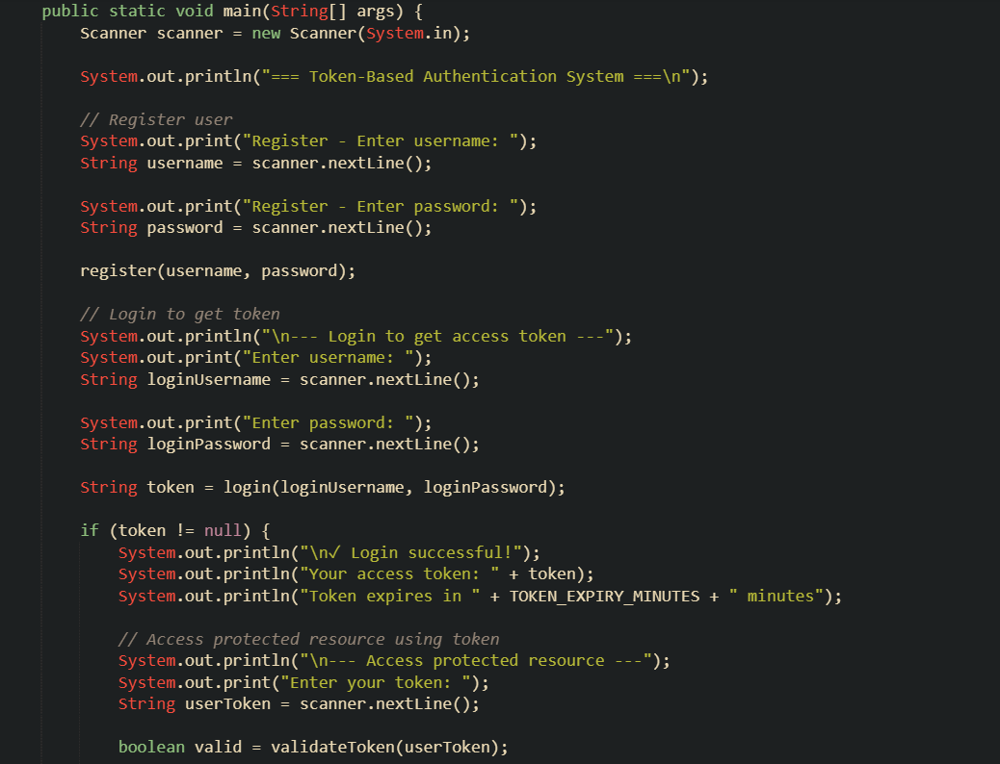 public static void main(String[] args) {
Scanner scanner = new Scanner(System.in);
System.out.println("=== Token-Based Authentication System ===\n");
// Register user
System.out.print("Register - Enter username: ");
String username = scanner.nextLine();
System.out.print("Register - Enter password: ");
String password = scanner.nextLine();
register(username, password);
// Login to get token
System.out.println("\n--- Login to get access token ---");
System.out.print("Enter username: ");
String loginUsername = scanner.nextLine();
System.out.print("Enter password: ");
String loginPassword = scanner.nextLine();
String token = login(loginUsername, loginPassword);
if (token != null) {
System.out.println("\n✓ Login successful!");
System.out.println("Your access token: " + token);
System.out.println("Token expires in " + TOKEN_EXPIRY_MINUTES + " minutes");
// Access protected resource using token
System.out.println("\n--- Access protected resource ---");
System.out.print("Enter your token: ");
String userToken = scanner.nextLine();
boolean valid = validateToken(userToken);